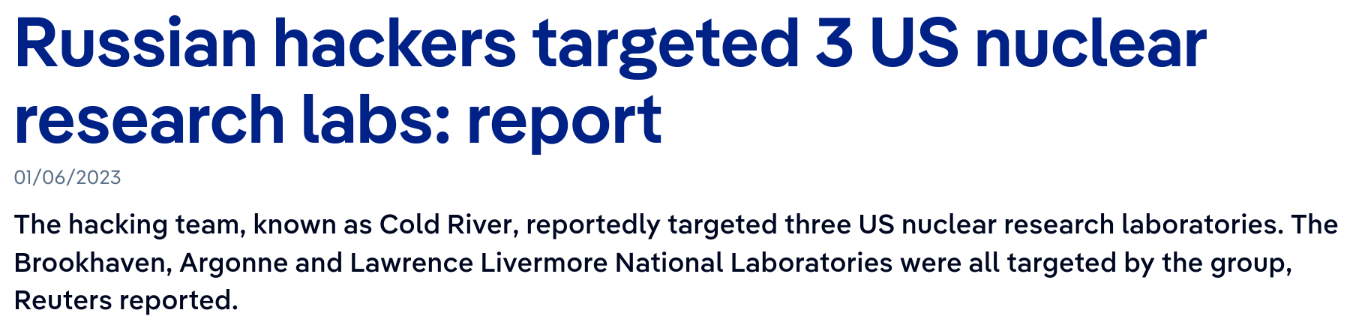 Russian hackers targeted 3 US nuclear
research labs: report
01/06/2023
The hacking team, known as Cold River, reportedly targeted three US nuclear research laboratories. The
Brookhaven, Argonne and Lawrence Livermore National Laboratories were all targeted by the group,
Reuters reported.